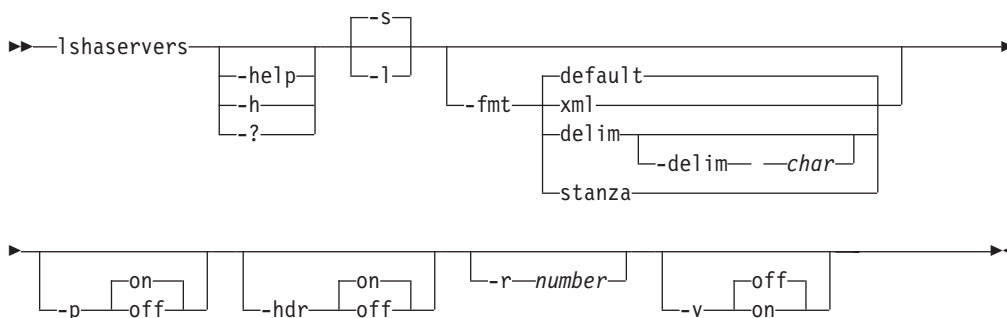 lshaservers
-help
-h
-?
-s
-l
-fmt
default
xml
delim
-delim char
stanza
-p
on
off
-hdr
on
off
-r number
-v
off
on